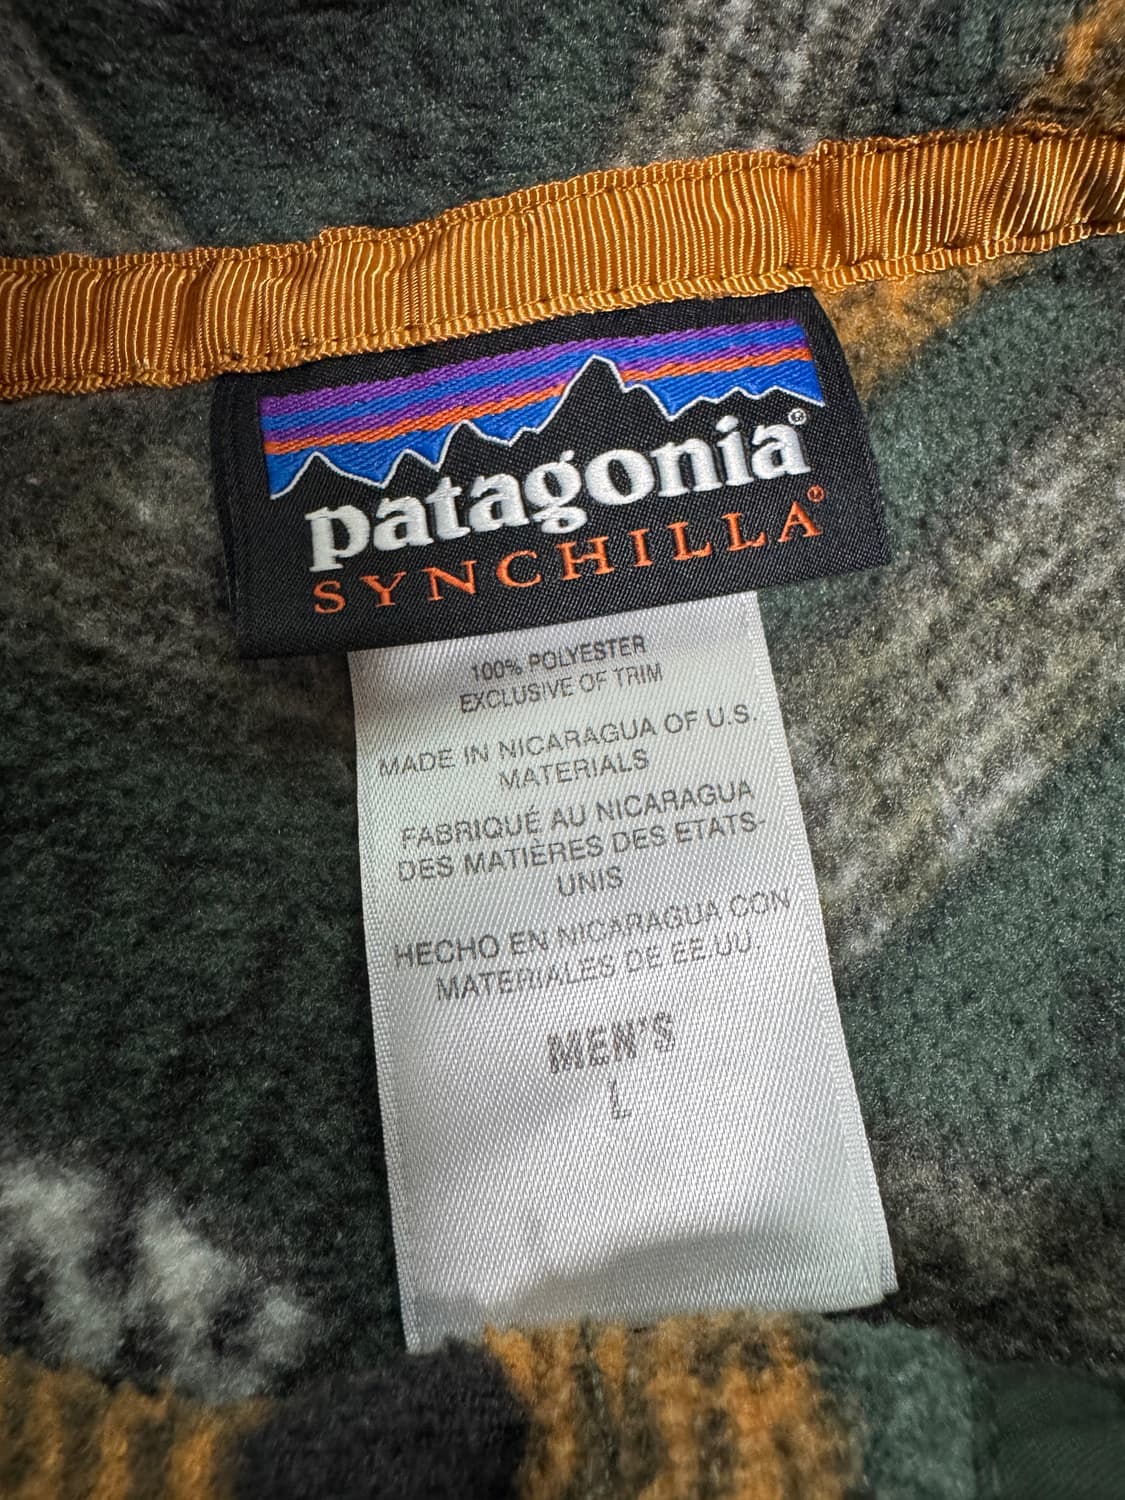 patagonia®
SYNCHILLA®
100% POLYESTER
EXCLUSIVE OF TRIM
MADE IN NICARAGUA OF U.S.
MATERIALS
FABRIQUÉ AU NICARAGUA
DES MATIÈRES DES ETATS-
UNIS
HECHO EN NICARAGUA CON
MATERIALES DE EE.UU.
MEN'S
L